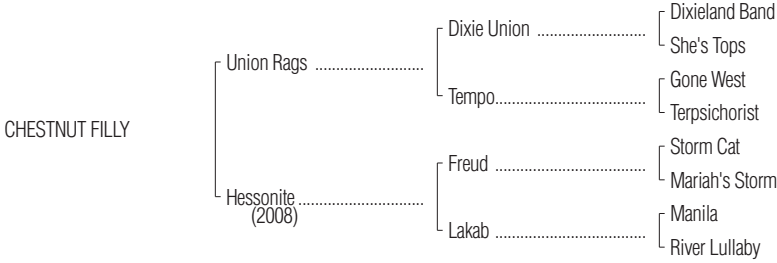 Dixieland Band
Dixie Union ..........................
She's Tops
Union Rags ..........................
Gone West
Tempo....................................
Terpsichorist
CHESTNUT FILLY
Storm Cat
Freud ....................................
Mariah's Storm
Hessonite..............................
(2008)
Manila
Lakab ....................................
River Lullaby